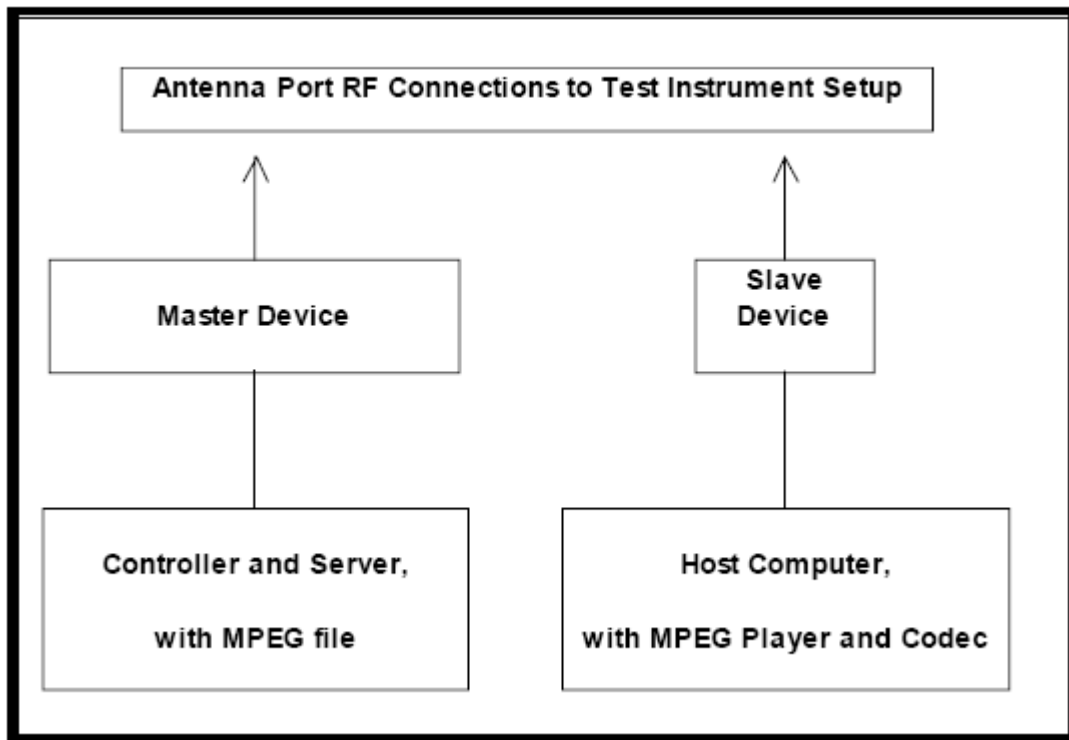 Antenna Port RF Connections to Test Instrument Setup
Master Device
Slave
Device
Controller and Server,
with MPEG file
Host Computer,
with MPEG Player and Codec